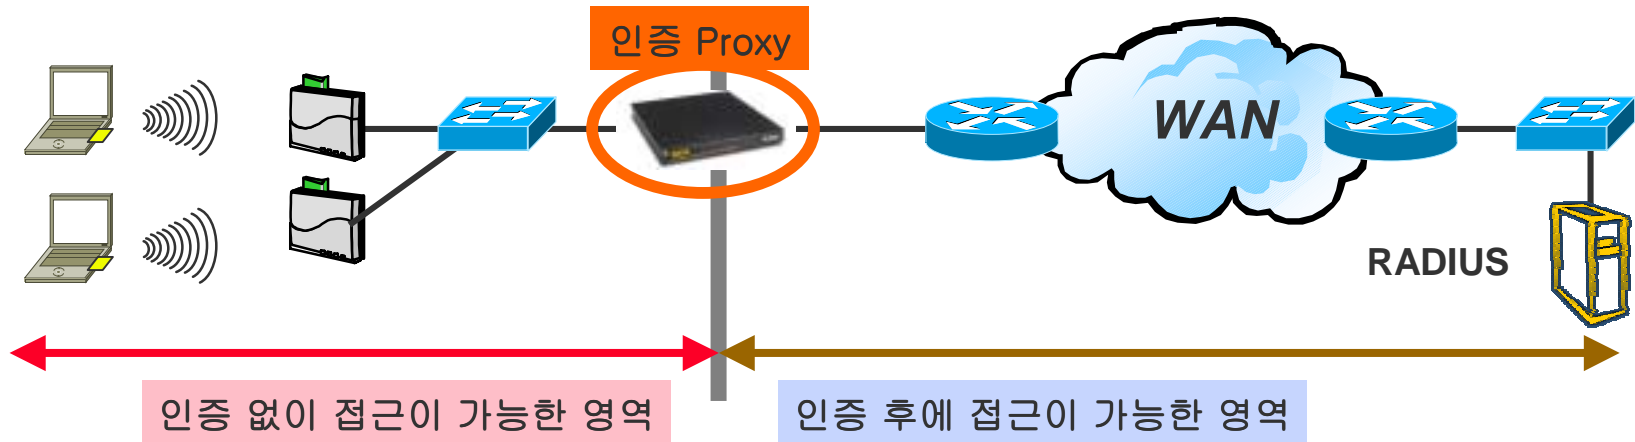 인증 Proxy
WAN
RADIUS
인증 없이 접근이 가능한 영역
인증 후에 접근이 가능한 영역